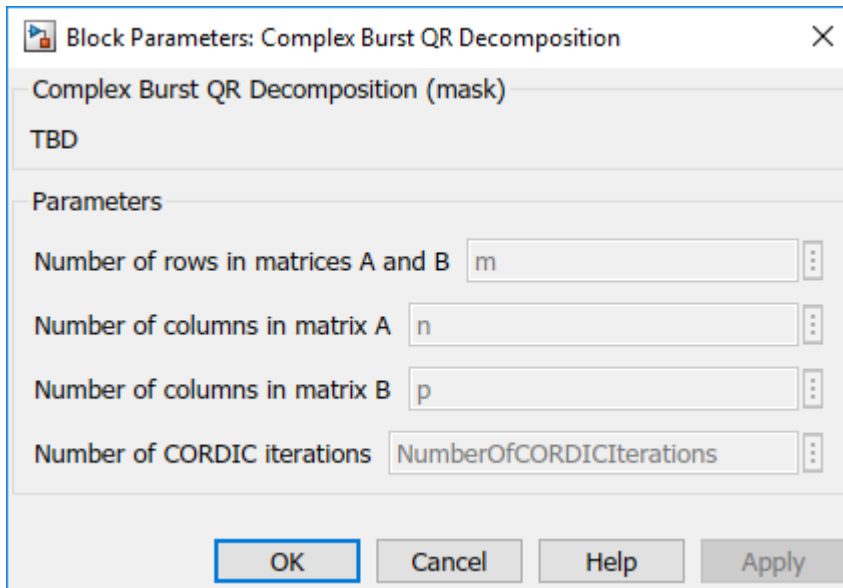 Block Parameters: Complex Burst QR Decomposition
Complex Burst QR Decomposition (mask)
TBD
Parameters
Number of rows in matrices A and B m
Number of columns in matrix A n
Number of columns in matrix B p
Number of CORDIC iterations NumberOfCORDICIterations
OK Cancel Help Apply